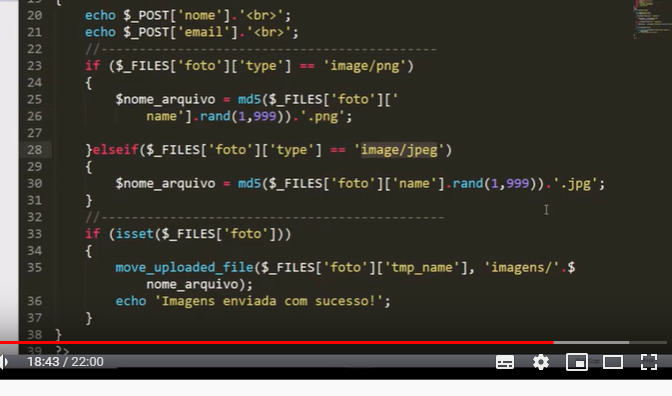 20 echo $_POST['nome'].'<br>';
21 echo $_POST['email'].'<br>';
22 //----------------------------------------
23 if ($_FILES['foto']['type'] == 'image/png')
24 {
25 $nome_arquivo = md5($_FILES['foto']['
26 name'].rand(1,999)).'.png';
27
28 }elseif($_FILES['foto']['type'] == 'image/jpeg')
29 {
30 $nome_arquivo = md5($_FILES['foto']['name'].rand(1,999)).'.jpg';
31 }
32 //-----------------------------------------
33 if (isset($_FILES['foto']))
34 {
35 move_uploaded_file($_FILES['foto']['tmp_name'], 'imagens/'.$
nome_arquivo);
36 echo 'Imagens enviada com sucesso!';
37 }
38 }
39 ?>
18:43 / 22:00